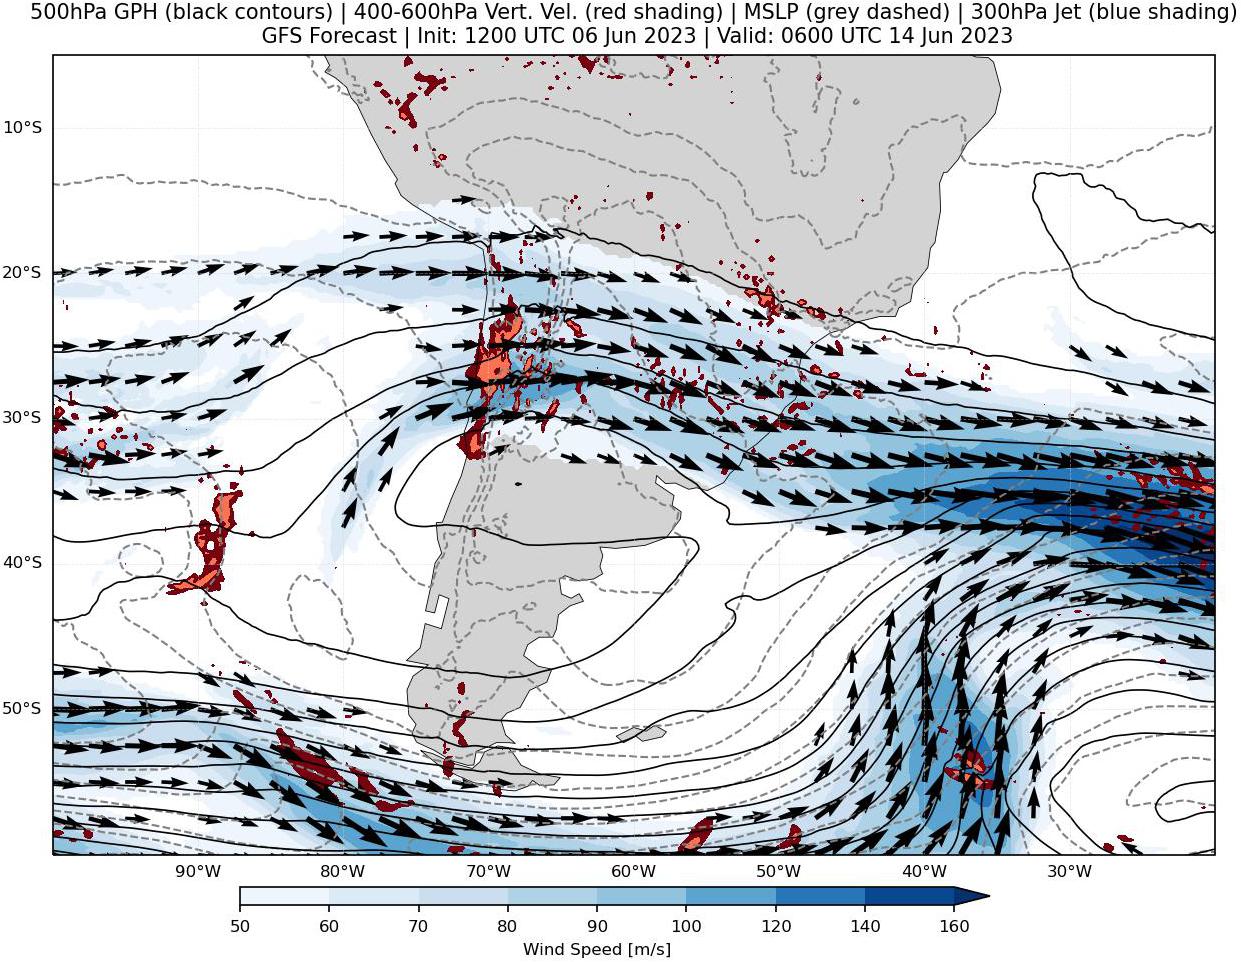 500hPa GPH (black contours) | 400-600hPa Vert. Vel. (red shading) | MSLP (grey dashed) | 300hPa Jet (blue shading)
GFS Forecast | Init: 1200 UTC 06 Jun 2023 | Valid: 0600 UTC 14 Jun 2023
10°S
20°S
30°S
40°S
50°S
90°W 80°W 70°W 60°W 50°W 40°W 30°W
50 60 70 80 90 100 120 140 160
Wind Speed [m/s]